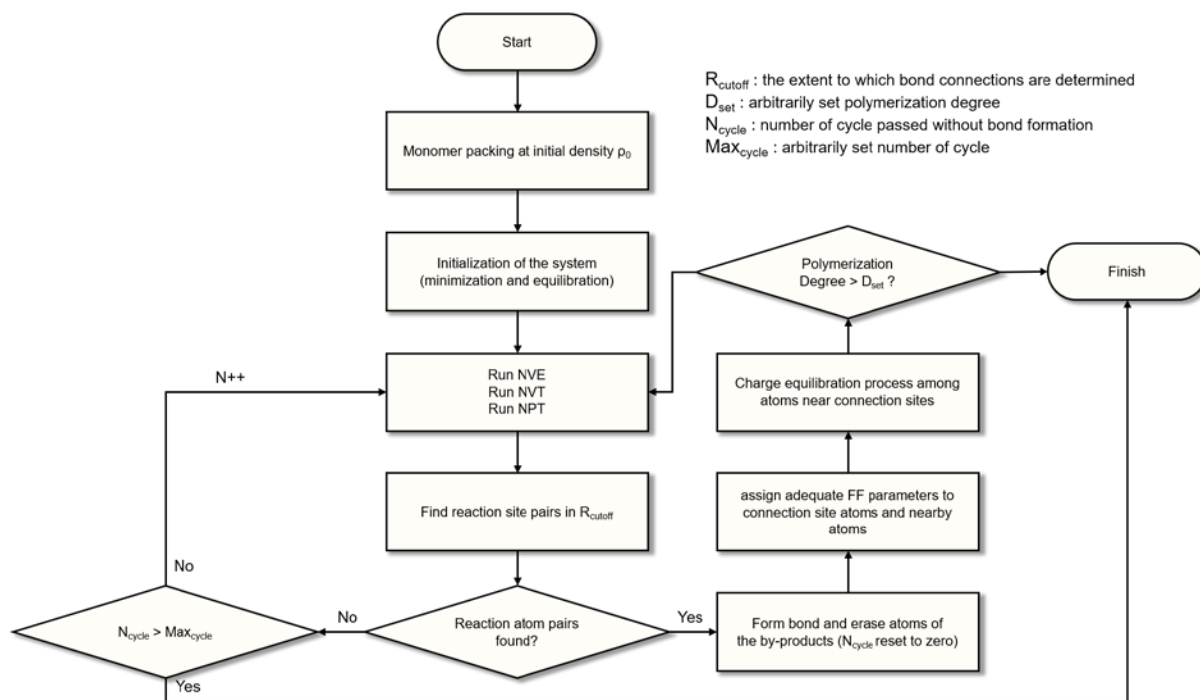 Start
R_cutoff : the extent to which bond connections are determined
D_set : arbitrarily set polymerization degree
N_cycle : number of cycle passed without bond formation
Max_cycle : arbitrarily set number of cycle
Monomer packing at initial density ρ₀
Initialization of the system
(minimization and equilibration)
Polymerization
Degree > D_set ?
Finish
N++
Run NVE
Run NVT
Run NPT
Charge equilibration process among
atoms near connection sites
Find reaction site pairs in R_cutoff
assign adequate FF parameters to
connection site atoms and nearby
atoms
No
N_cycle > Max_cycle
Yes
No
Reaction atom pairs
found?
Yes
Form bond and erase atoms of
the by-products (N_cycle reset to zero)